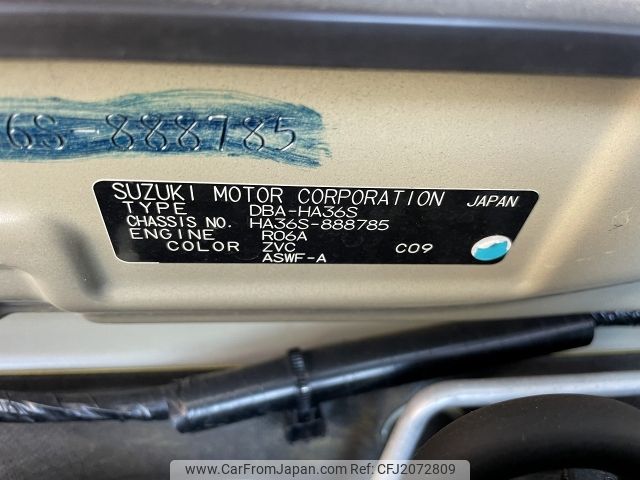 6S-888785
SUZUKI MOTOR CORPORATION JAPAN
TYPE DBA-HA36S
CHASSIS NO. HA36S-888785
ENGINE R06A
COLOR ZVC C09
ASWF-A
www.CarFromJapan.com | CFJ2072809